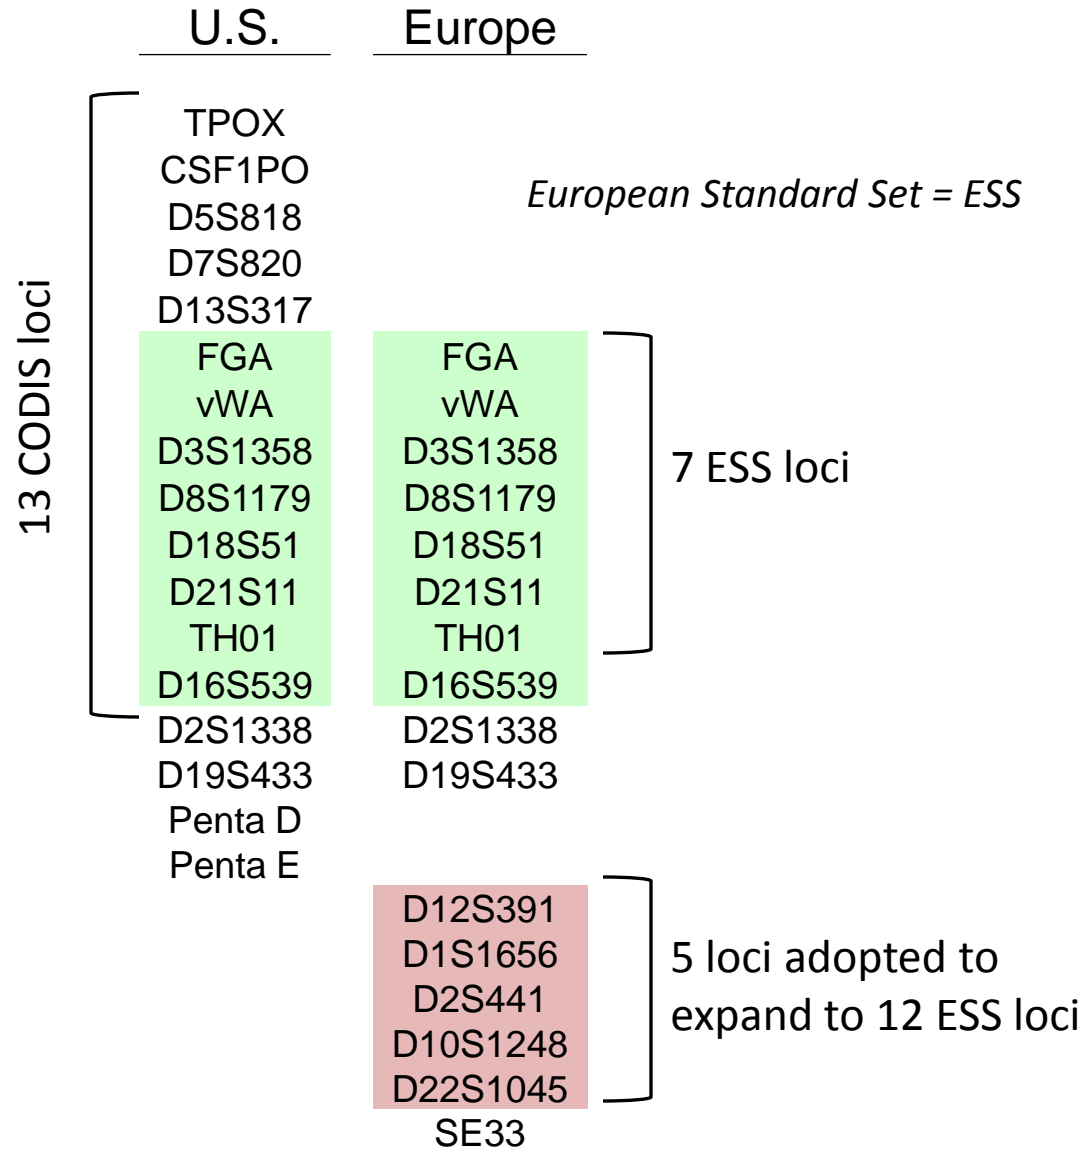 U.S. Europe
TPOX
CSF1PO
European Standard Set = ESS
D5S818
D7S820
D13S317
13 CODIS loci
FGA FGA
vWA vWA
D3S1358 D3S1358
7 ESS loci
D8S1179 D8S1179
D18S51 D18S51
D21S11 D21S11
TH01 TH01
D16S539 D16S539
D2S1338 D2S1338
D19S433 D19S433
Penta D
Penta E
D12S391
D1S1656
D2S441
D10S1248
D22S1045
5 loci adopted to
expand to 12 ESS loci
SE33